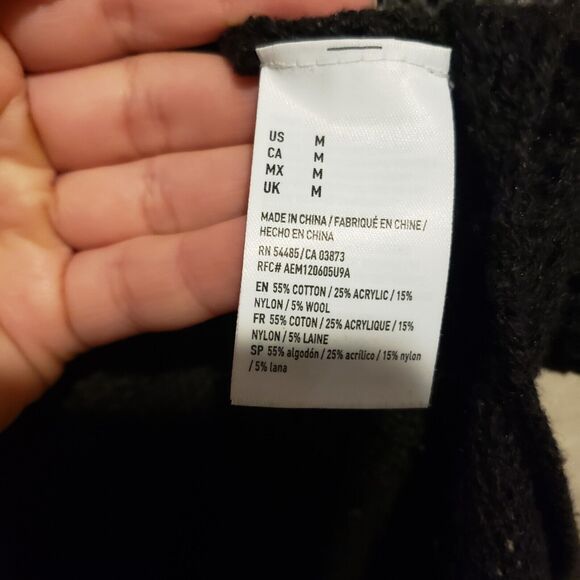 US M
CA M
MX M
UK M
MADE IN CHINA / FABRIQUÉ EN CHINE /
HECHO EN CHINA
RN 54485 / CA 03873
RFC# AEM120605U9A
EN 55% COTTON / 25% ACRYLIC / 15%
NYLON / 5% WOOL
FR 55% COTON / 25% ACRYLIQUE / 15%
NYLON / 5% LAINE
SP 55% algodón / 25% acrílico / 15% nylon
/ 5% lana